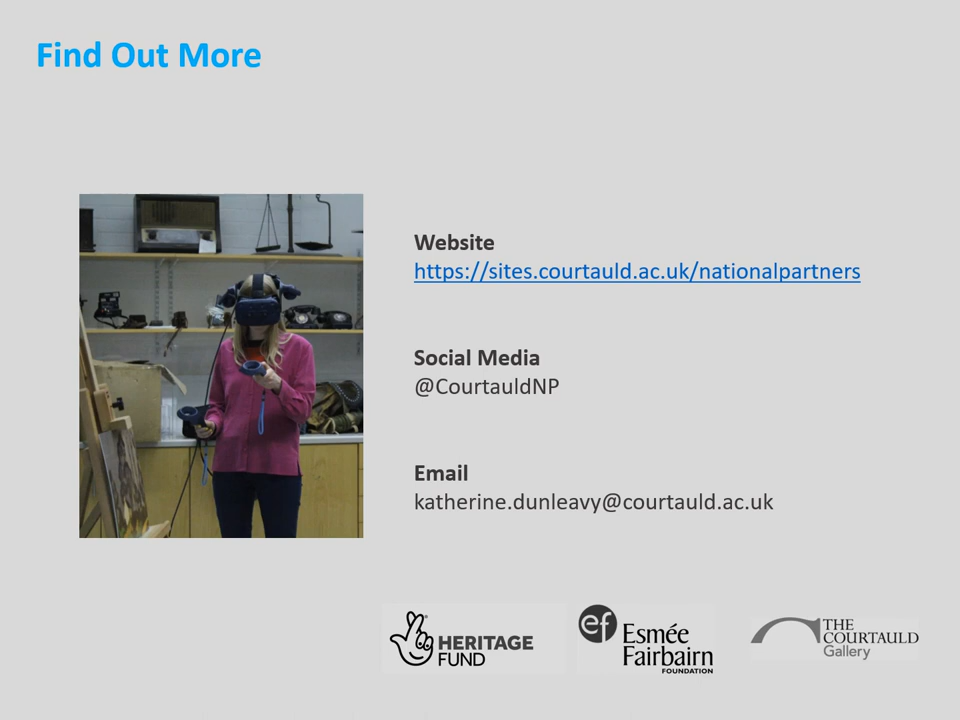 Find Out More
Website
https://sites.courtauld.ac.uk/nationalpartners
Social Media
@CourtauldNP
Email
katherine.dunleavy@courtauld.ac.uk
HERITAGE
FUND
ef
Esmée
Fairbairn
FOUNDATION
THE
COURTAULD
Gallery